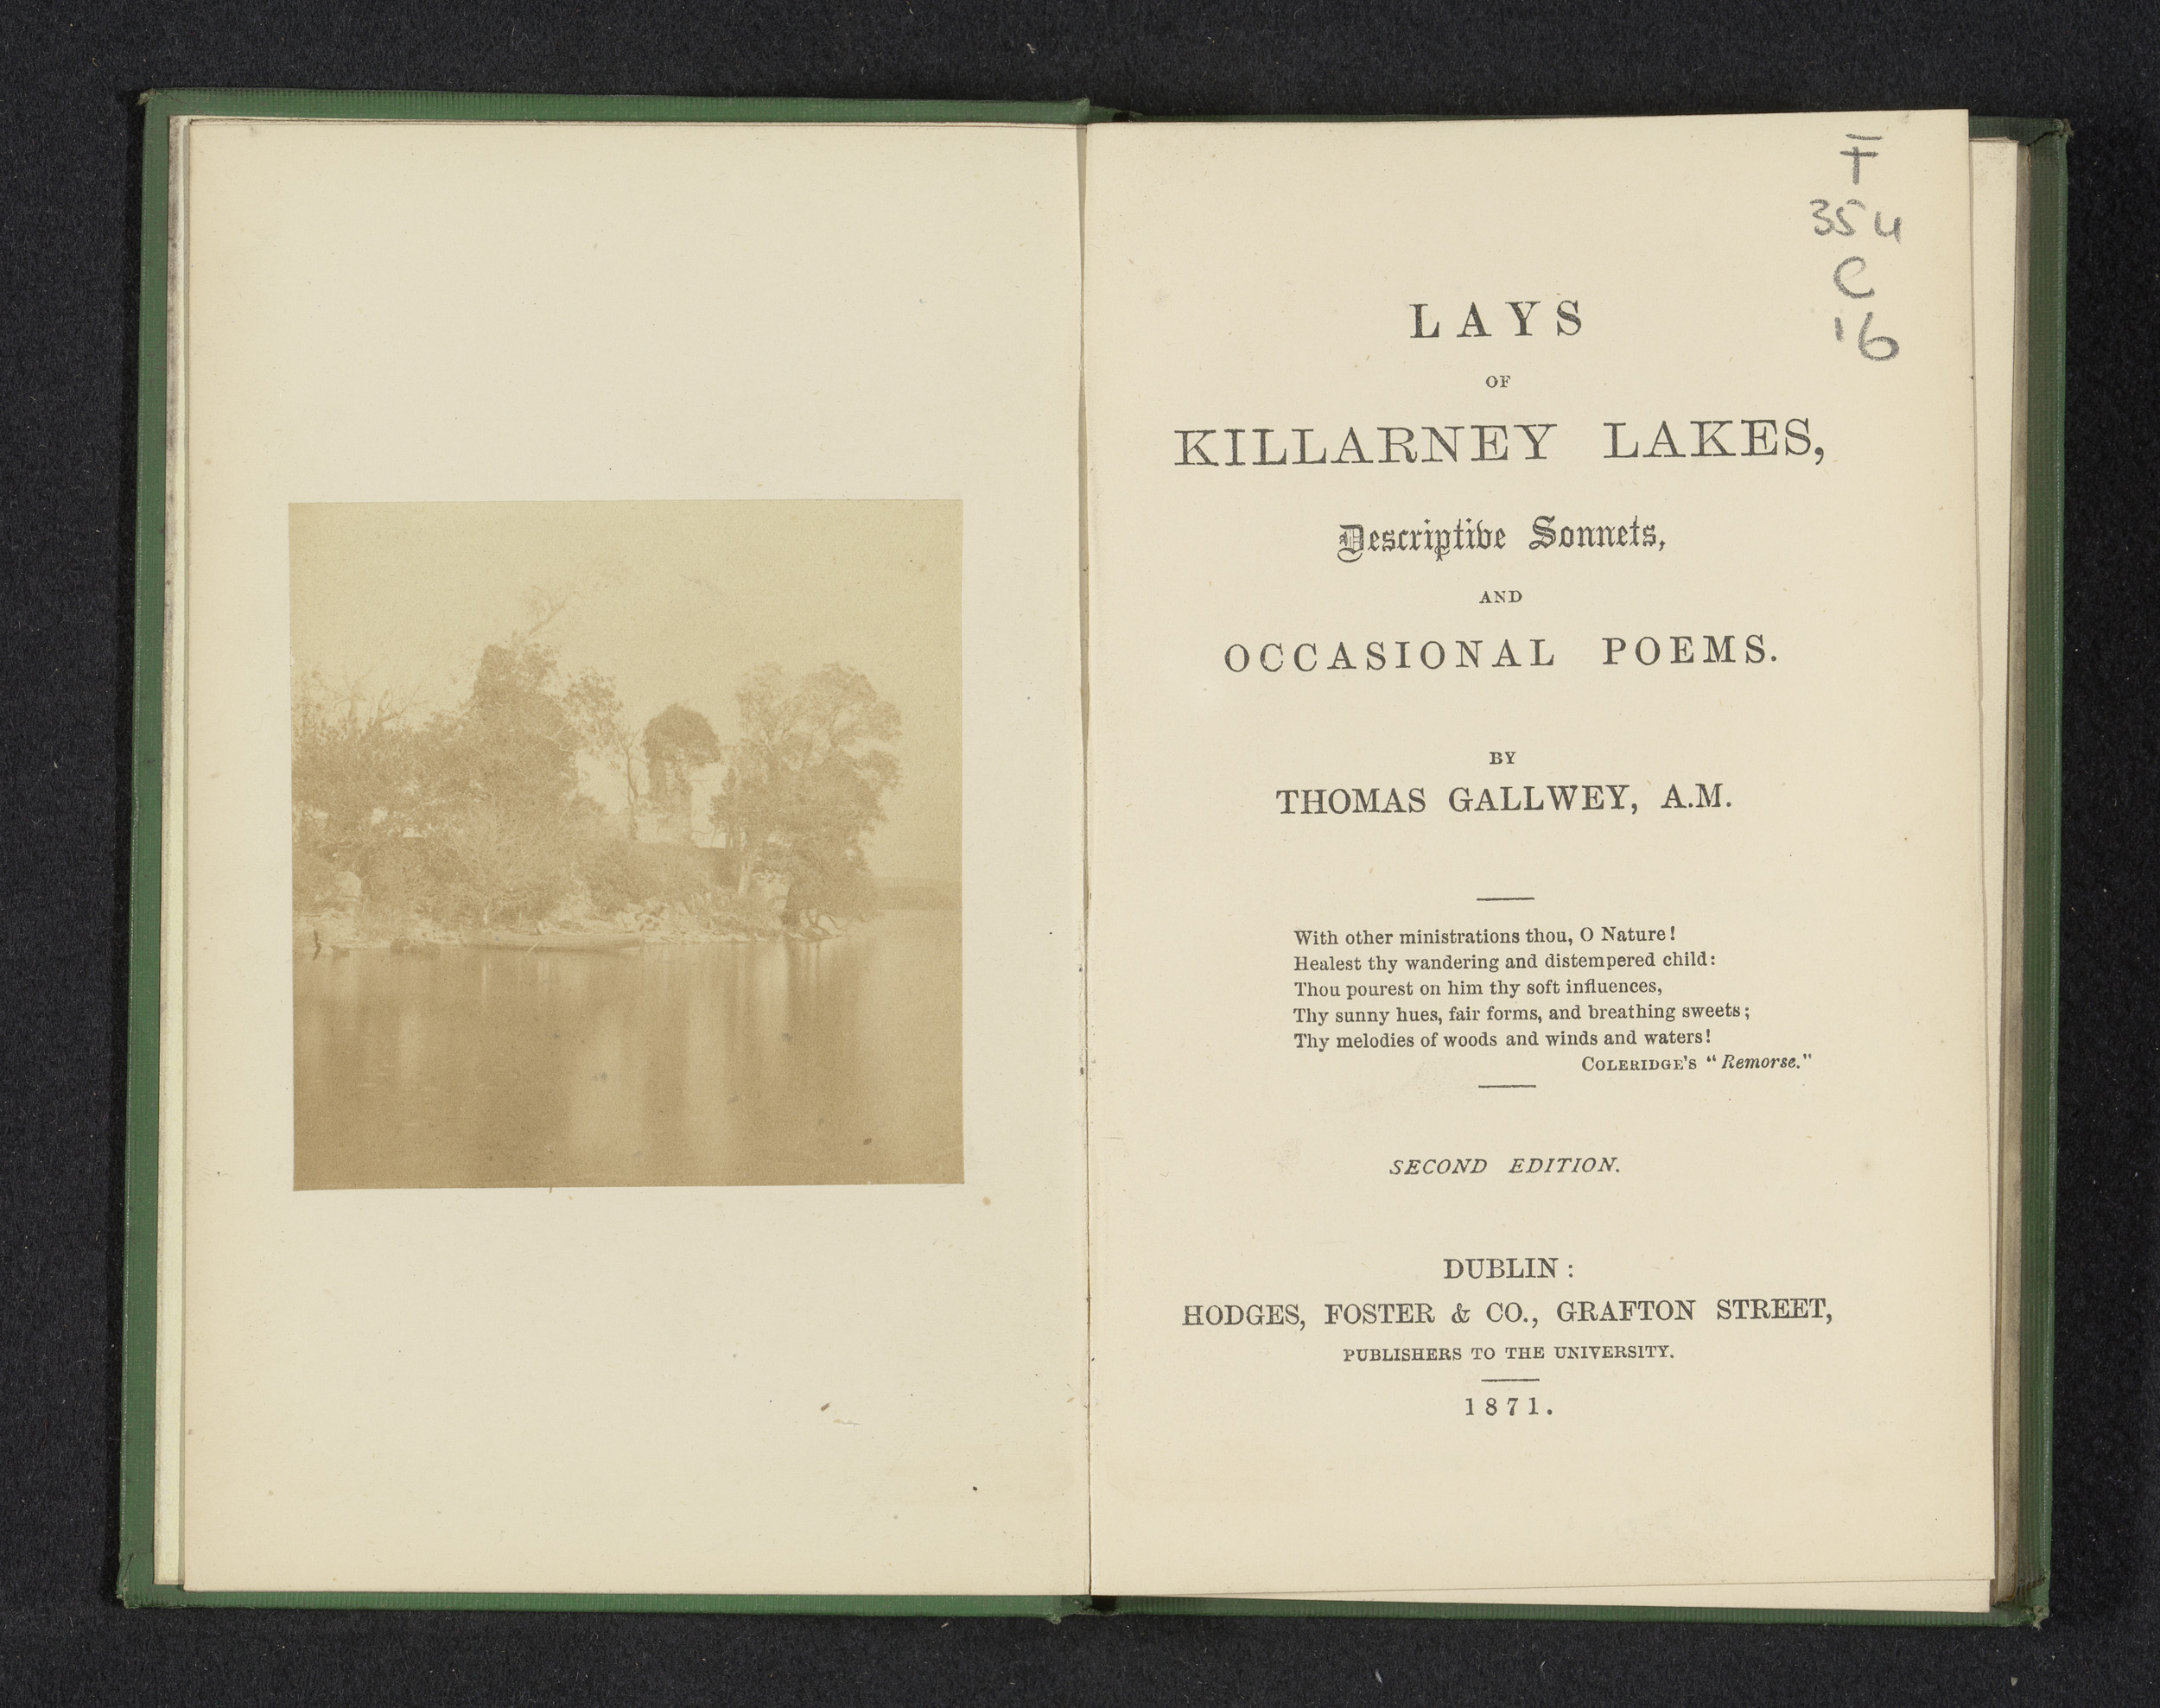 F
354
C
16
LAYS
OF
KILLARNEY LAKES,
Descriptive Sonnets,
AND
OCCASIONAL POEMS.
BY
THOMAS GALLWEY, A.M.
With other ministrations thou, O Nature!
Healest thy wandering and distempered child:
Thou pourest on him thy soft influences,
Thy sunny hues, fair forms, and breathing sweets;
Thy melodies of woods and winds and waters!
COLERIDGE'S "Remorse."
SECOND EDITION.
DUBLIN:
HODGES, FOSTER & CO., GRAFTON STREET,
PUBLISHERS TO THE UNIVERSITY.
1871.